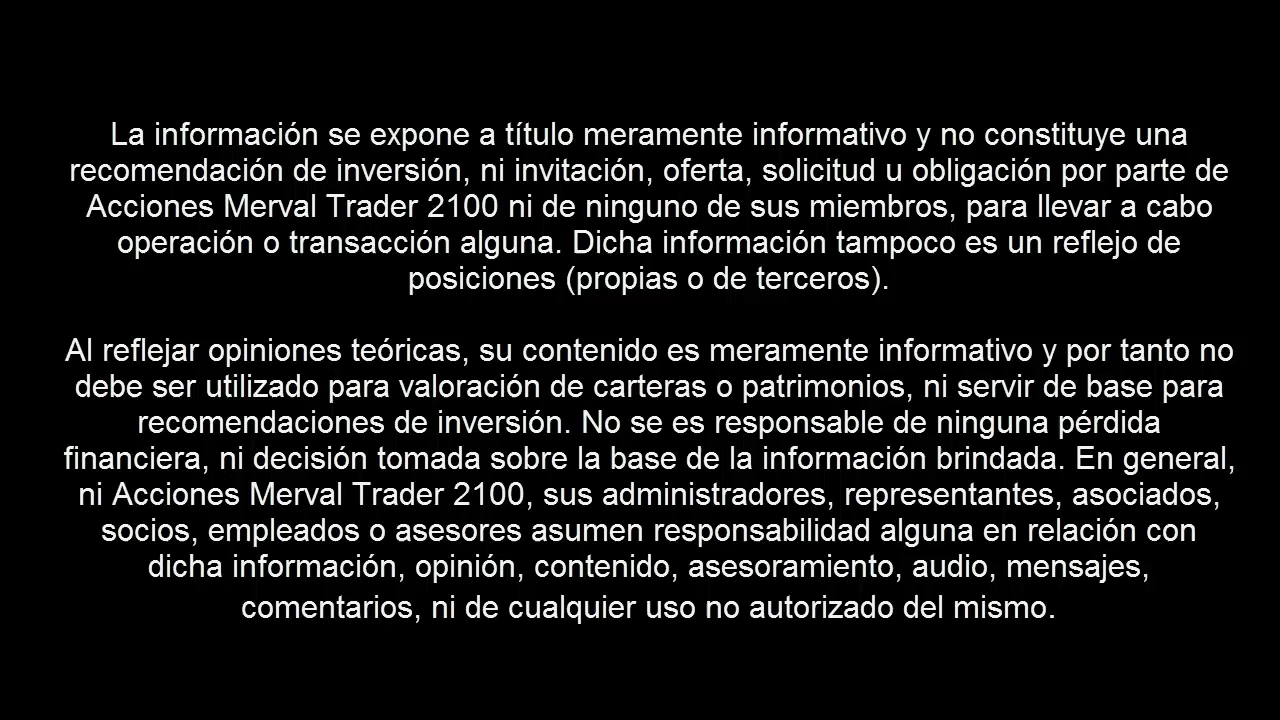 La información se expone a título meramente informativo y no constituye una
recomendación de inversión, ni invitación, oferta, solicitud u obligación por parte de
Acciones Merval Trader 2100 ni de ninguno de sus miembros, para llevar a cabo
operación o transacción alguna. Dicha información tampoco es un reflejo de
posiciones (propias o de terceros).
Al reflejar opiniones teóricas, su contenido es meramente informativo y por tanto no
debe ser utilizado para valoración de carteras o patrimonios, ni servir de base para
recomendaciones de inversión. No se es responsable de ninguna pérdida
financiera, ni decisión tomada sobre la base de la información brindada. En general,
ni Acciones Merval Trader 2100, sus administradores, representantes, asociados,
socios, empleados o asesores asumen responsabilidad alguna en relación con
dicha información, opinión, contenido, asesoramiento, audio, mensajes,
comentarios, ni de cualquier uso no autorizado del mismo.